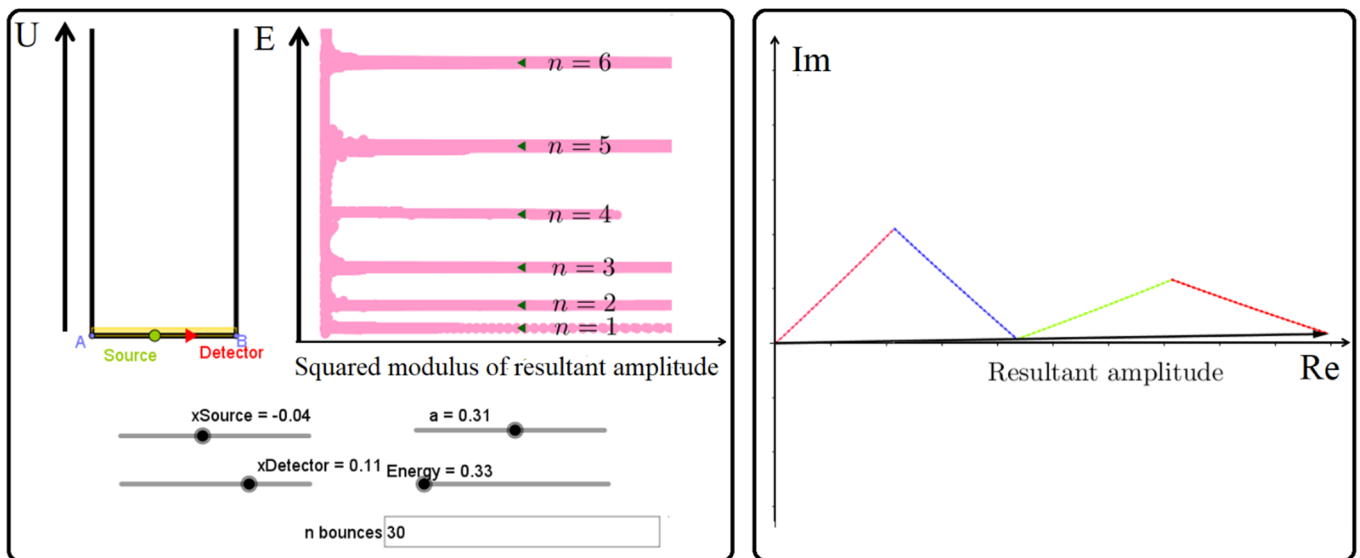 U
E
n = 6
n = 5
n = 4
n = 3
n = 2
n = 1
A
B
Source
Detector
Squared modulus of resultant amplitude
xSource = -0.04
a = 0.31
xDetector = 0.11
Energy = 0.33
n bounces 30
Im
Resultant amplitude
Re